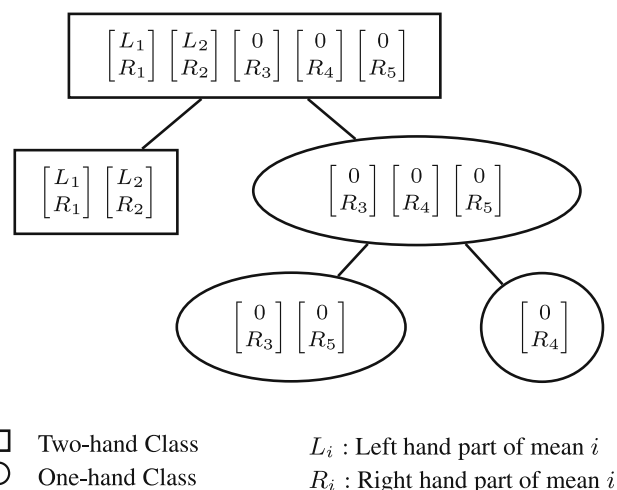 [L₁ R₁] [L₂ R₂] [0 R₃] [0 R₄] [0 R₅]
[L₁ R₁] [L₂ R₂]
[0 R₃] [0 R₄] [0 R₅]
[0 R₃] [0 R₅]
[0 R₄]
Two-hand Class
One-hand Class
Lᵢ : Left hand part of mean i
Rᵢ : Right hand part of mean i